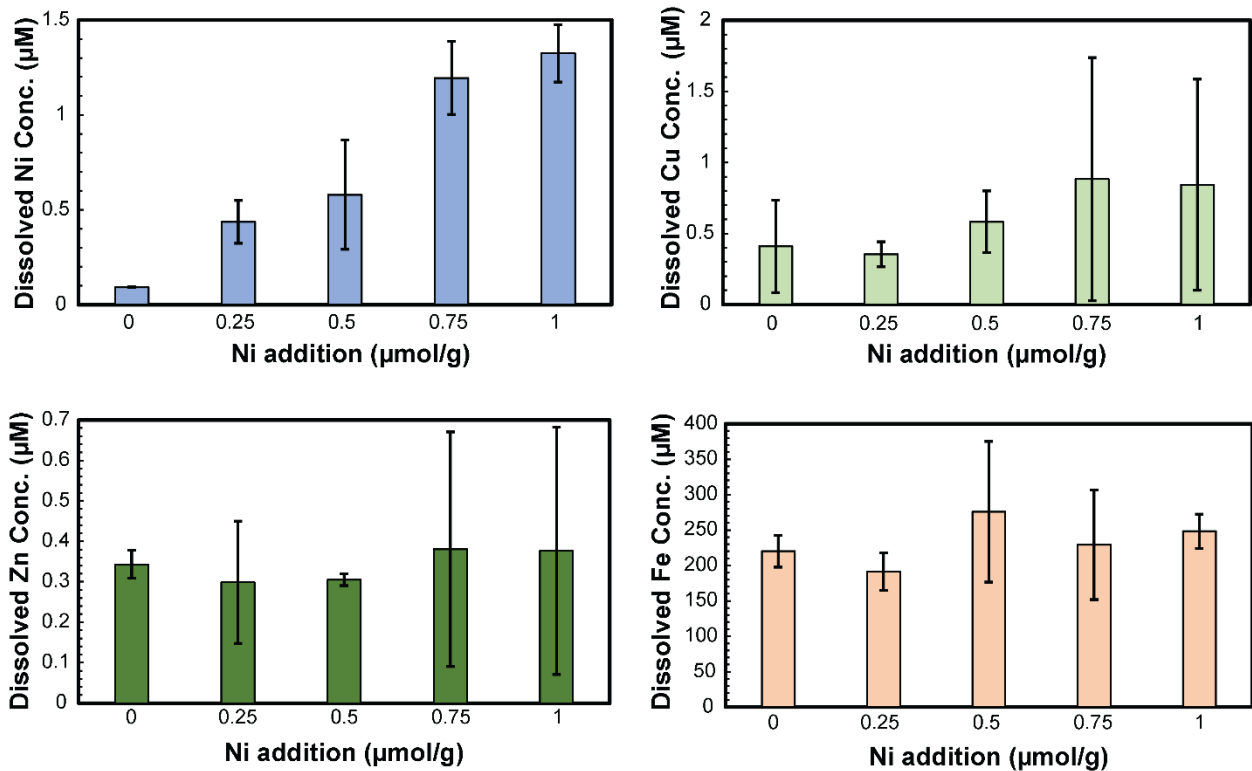 Dissolved Ni Conc. (µM)
1.5
1
0.5
0
0 0.25 0.5 0.75 1
Ni addition (µmol/g)
Dissolved Cu Conc. (µM)
2
1.5
1
0.5
0
0 0.25 0.5 0.75 1
Ni addition (µmol/g)
Dissolved Zn Conc. (µM)
0.7
0.6
0.5
0.4
0.3
0.2
0.1
0
0 0.25 0.5 0.75 1
Ni addition (µmol/g)
Dissolved Fe Conc. (µM)
400
350
300
250
200
150
100
50
0
0 0.25 0.5 0.75 1
Ni addition (µmol/g)